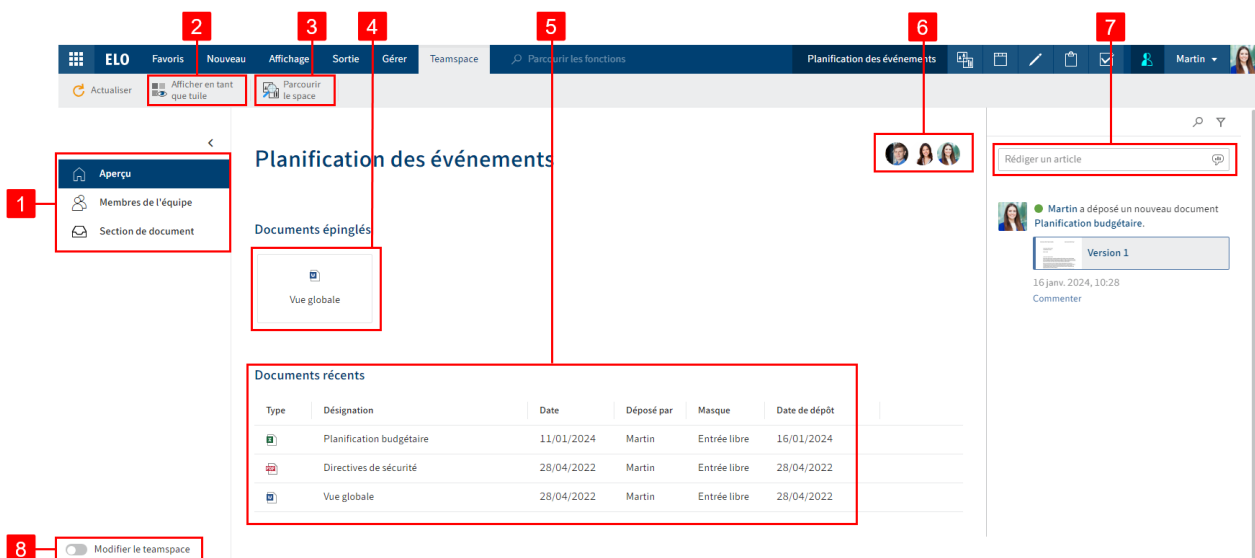 2
3
4
5
6
7
ELO Favoris Nouveau Affichage Sortie Gérer Teamspace Parcourir les fonctions Planification des événements Martin
Actualiser
Afficher en tant
que tuile
Parcourir
le space
Planification des événements
Rédiger un article
1
Aperçu
Membres de l'équipe
Section de document
Martin a déposé un nouveau document
Planification budgétaire.
Version 1
16 janv. 2024, 10:28
Commenter
Documents épinglés
Vue globale
Documents récents
Type Désignation Date Déposé par Masque Date de dépôt
Planification budgétaire 11/01/2024 Martin Entrée libre 16/01/2024
Directives de sécurité 28/04/2022 Martin Entrée libre 28/04/2022
Vue globale 28/04/2022 Martin Entrée libre 28/04/2022
8
Modifier le teamspace